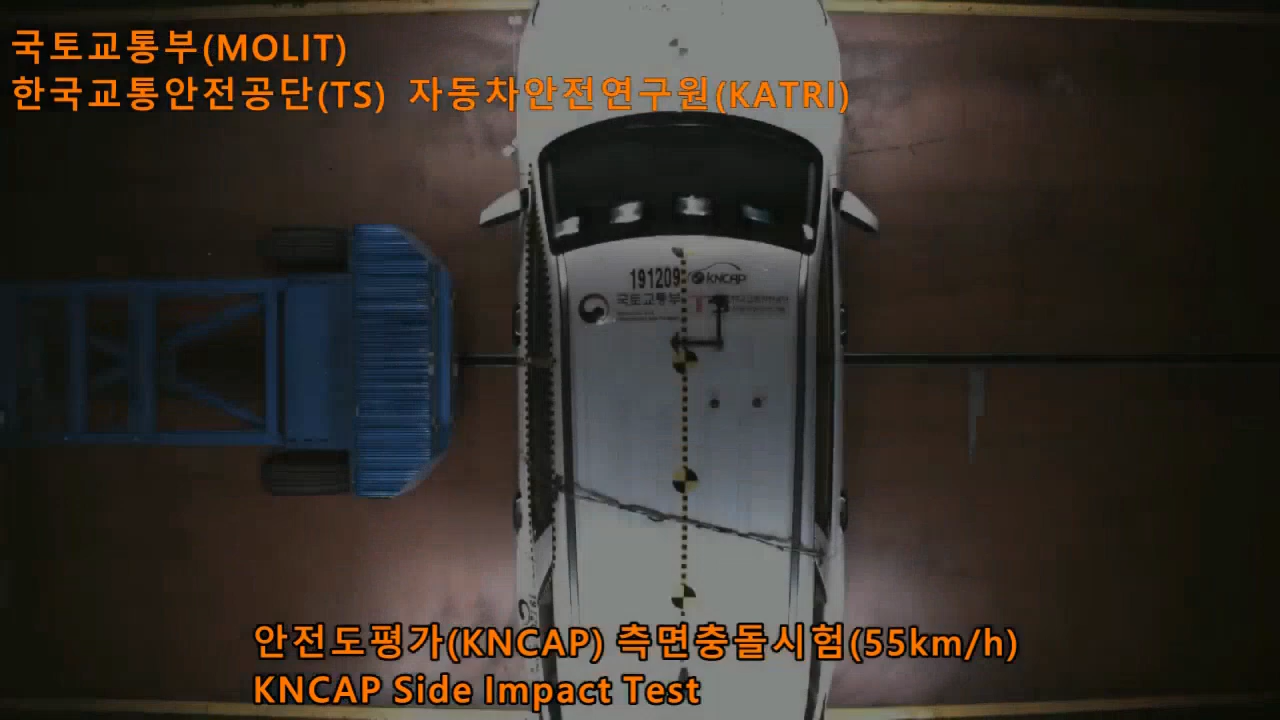 국토교통부(MOLIT)
한국교통안전공단(TS) 자동차안전연구원(KATRI)
191209 KNCAP
국토교통부
안전도평가(KNCAP) 측면충돌시험(55km/h)
KNCAP Side Impact Test